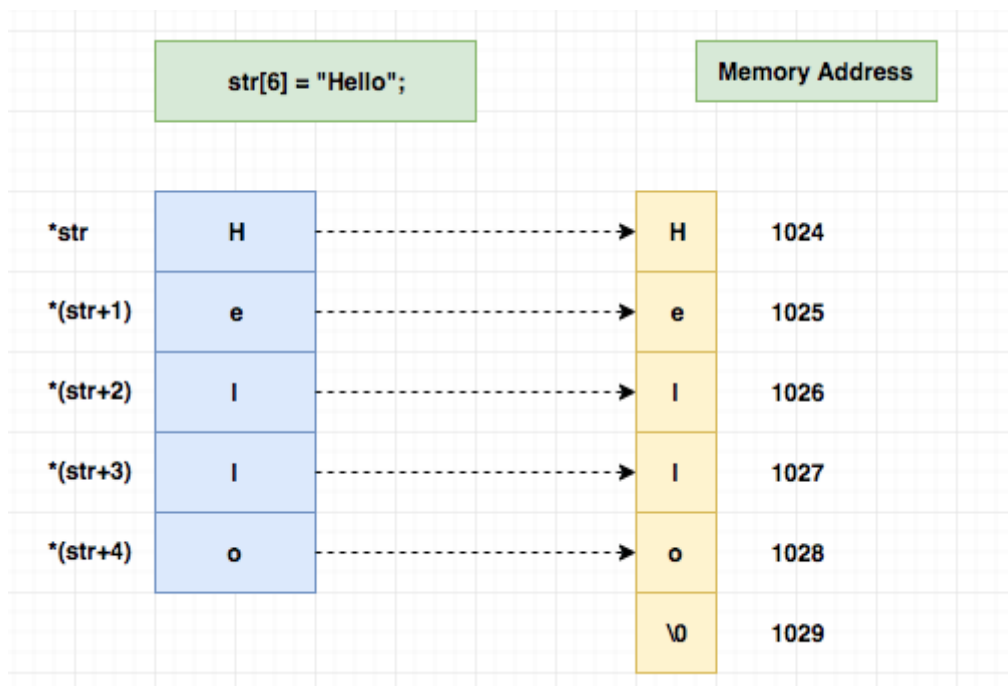 str[6] = "Hello";
Memory Address
*str H H 1024
*(str+1) e e 1025
*(str+2) l l 1026
*(str+3) l l 1027
*(str+4) o o 1028
\0 1029